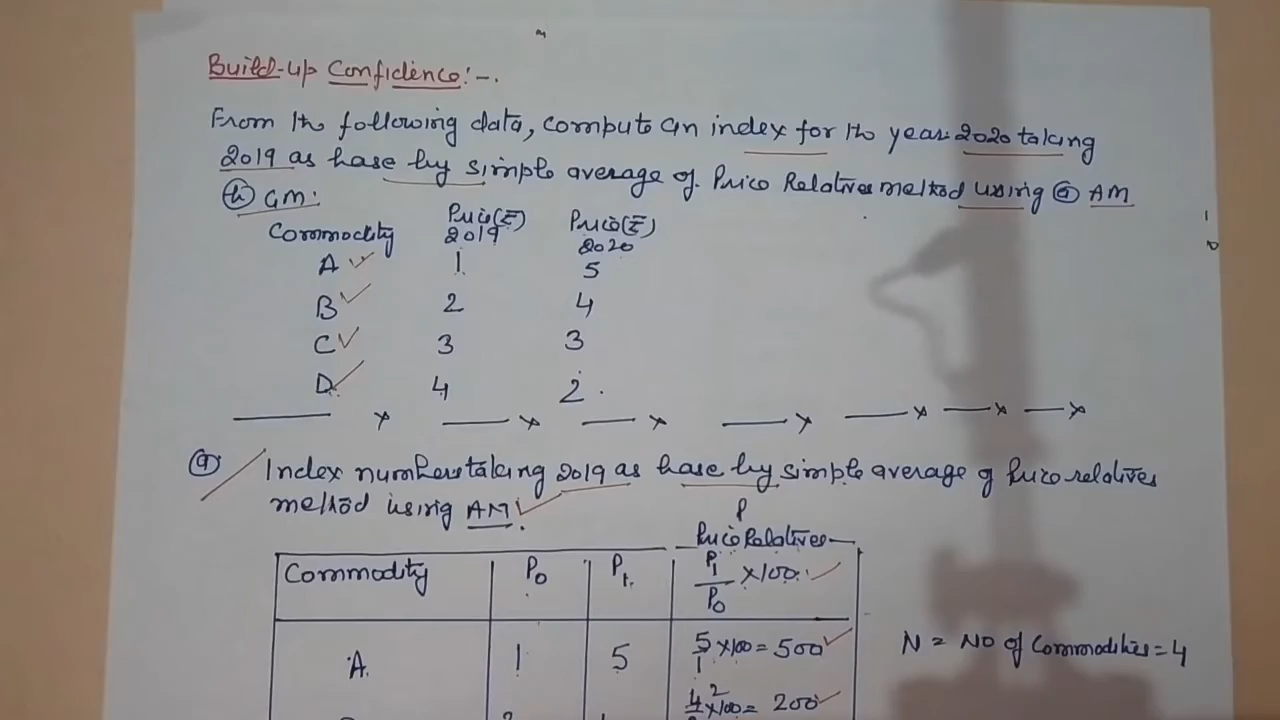 Build-up Confidence:-.
From the following data, compute an index for the year 2020 taking
2019 as base by simple average of Price Relatives method using (a) AM
(b) GM:
Commodity Price(₹) 2019 Price(₹) 2020
A 1 5
B 2 4
C 3 3
D 4 2.
(a) Index numbers taking 2019 as base by simple average of price relatives
method using AM.
P
Price Relatives
Commodity P0 P1. P1/P0 ×100.
A. 1 5 5/1 ×100 = 500
N = No of Commodities = 4
2 ×100 = 200